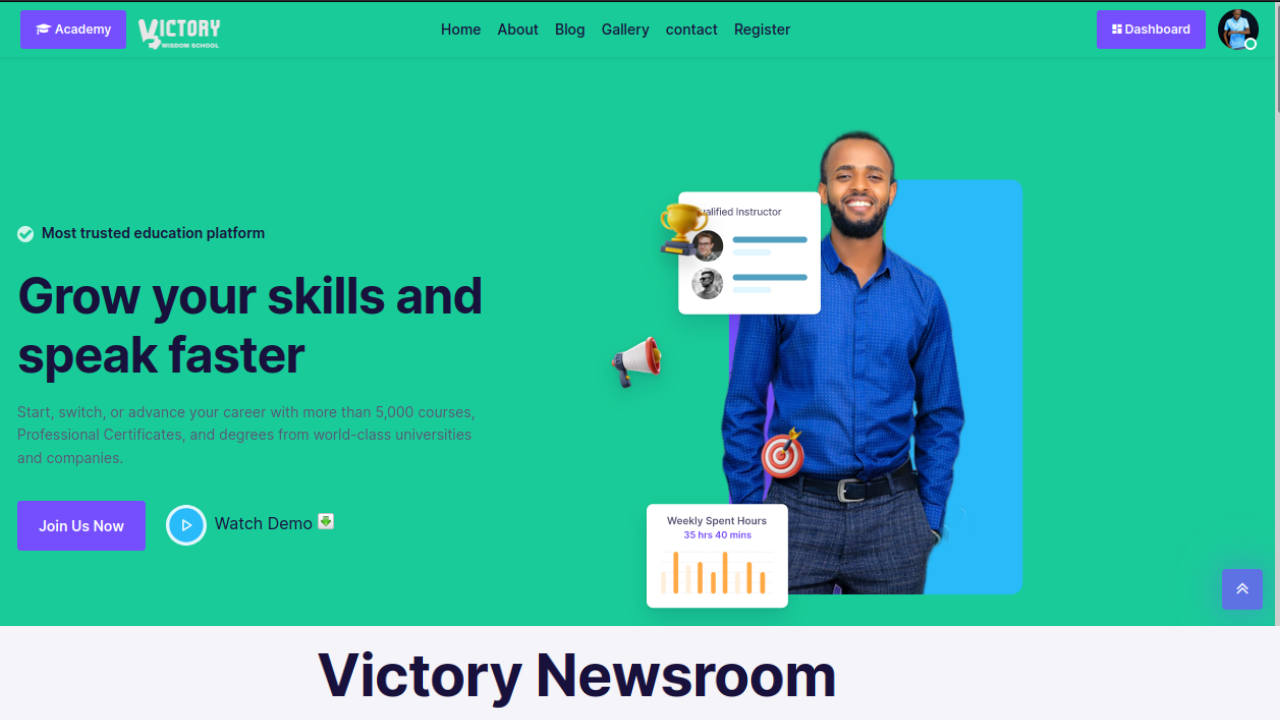 Academy
VICTORY
WISDOM SCHOOL
Home About Blog Gallery contact Register
Dashboard
Most trusted education platform
Grow your skills and
speak faster
Start, switch, or advance your career with more than 5,000 courses,
Professional Certificates, and degrees from world-class universities
and companies.
Join Us Now
Watch Demo
Instructor
Weekly Spent Hours
35 hrs 40 mins
Victory Newsroom